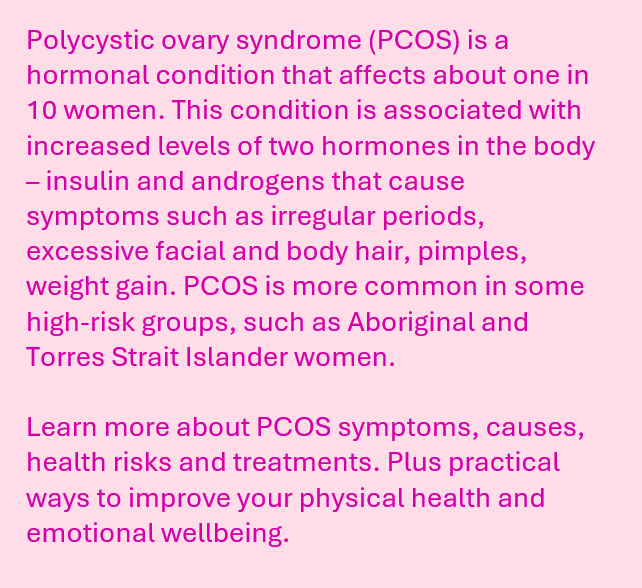 Polycystic ovary syndrome (PCOS) is a
hormonal condition that affects about one in
10 women. This condition is associated with
increased levels of two hormones in the body
– insulin and androgens that cause
symptoms such as irregular periods,
excessive facial and body hair, pimples,
weight gain. PCOS is more common in some
high-risk groups, such as Aboriginal and
Torres Strait Islander women.
Learn more about PCOS symptoms, causes,
health risks and treatments. Plus practical
ways to improve your physical health and
emotional wellbeing.